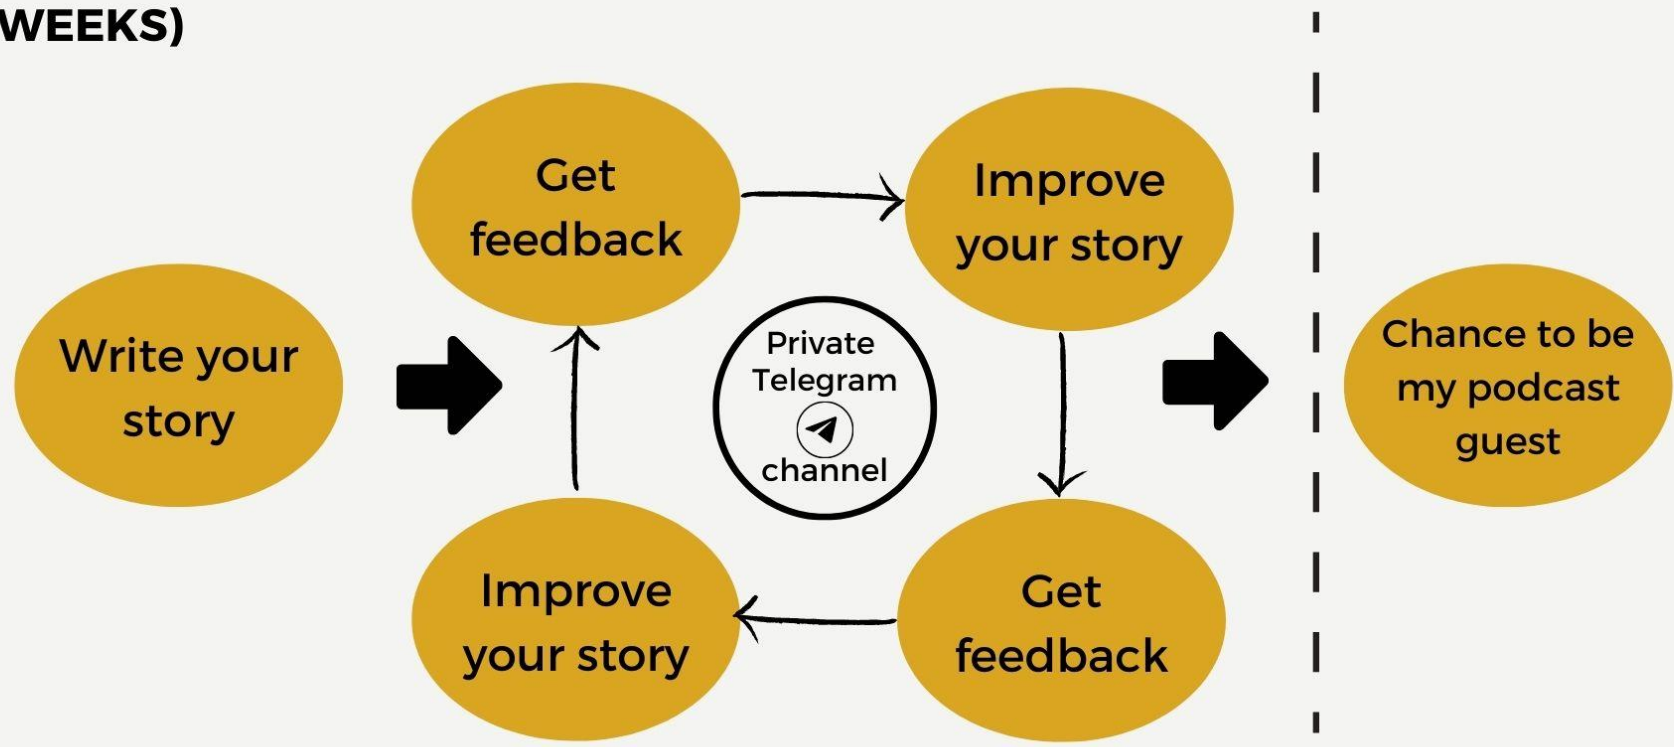 WEEKS)
Write your
story
Get
feedback
Improve
your story
Private
Telegram
channel
Get
feedback
Improve
your story
Chance to be
my podcast
guest